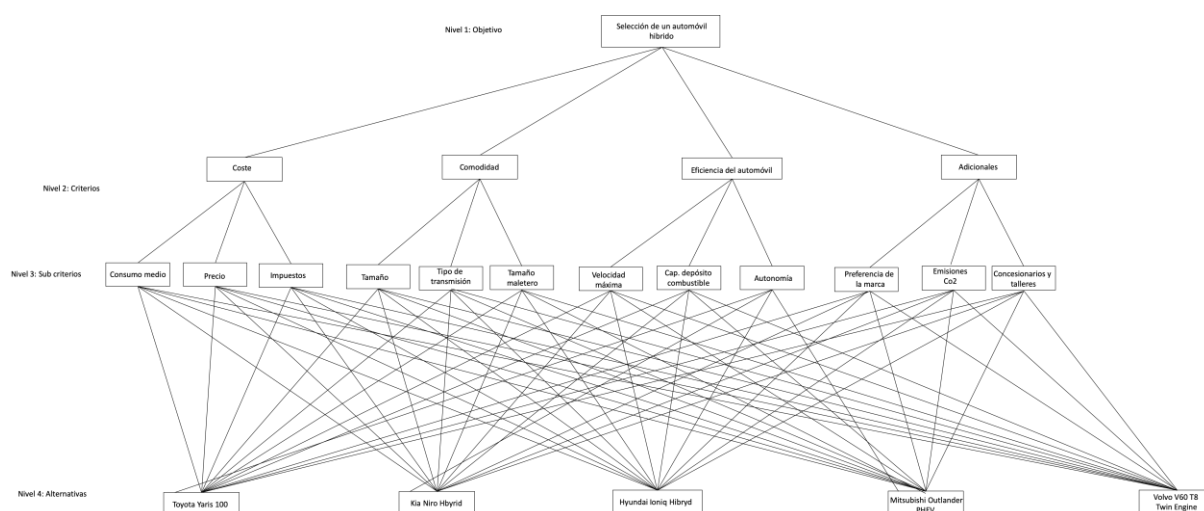 Nivel 1: Objetivo
Selección de un automóvil
hibrido
Coste
Comodidad
Eficiencia del automóvil
Adicionales
Nivel 2: Criterios
Nivel 3: Sub criterios
Consumo medio
Precio
Impuestos
Tamaño
Tipo de
transmisión
Tamaño
maletero
Velocidad
máxima
Cap. depósito
combustible
Autonomía
Preferencia de
la marca
Emisiones
Co2
Concesionarios y
talleres
Nivel 4: Alternativas
Toyota Yaris 100
Kia Niro Hbyrid
Hyundai Ioniq Hibryd
Mitsubishi Outlander
PHEV
Volvo V60 T8
Twin Engine